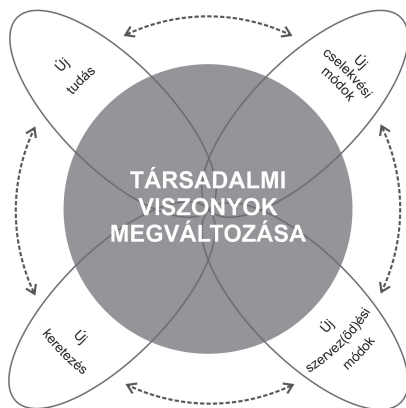 Új
tudás
Új
cselekvési
módok
TÁRSADALMI
VISZONYOK
MEGVÁLTOZÁSA
Új
keretezés
Új
szervez(őd)ési
módok